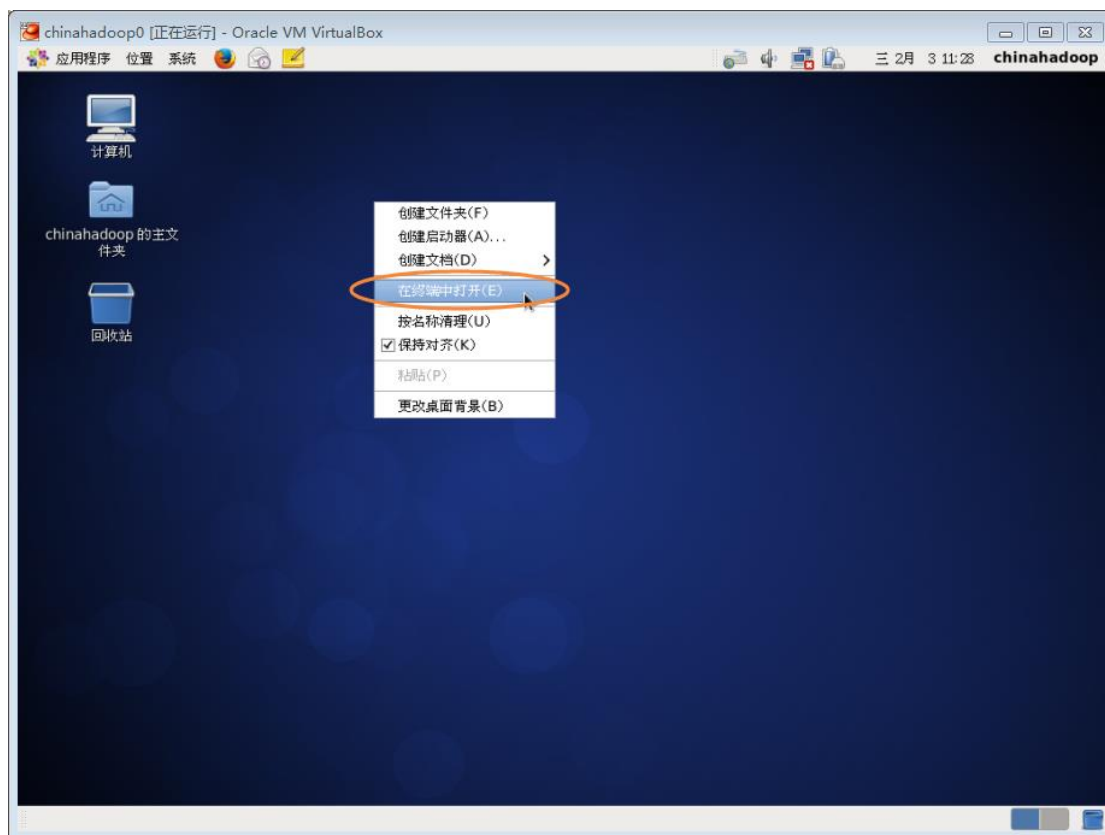 chinahadoop0 [正在运行] - Oracle VM VirtualBox
应用程序 位置 系统 三 2月 3 11:28 chinahadoop
计算机
chinahadoop 的主文
件夹
回收站
创建文件夹(F)
创建启动器(A)...
创建文档(D)
在终端中打开(E)
按名称清理(U)
保持对齐(K)
粘贴(P)
更改桌面背景(B)